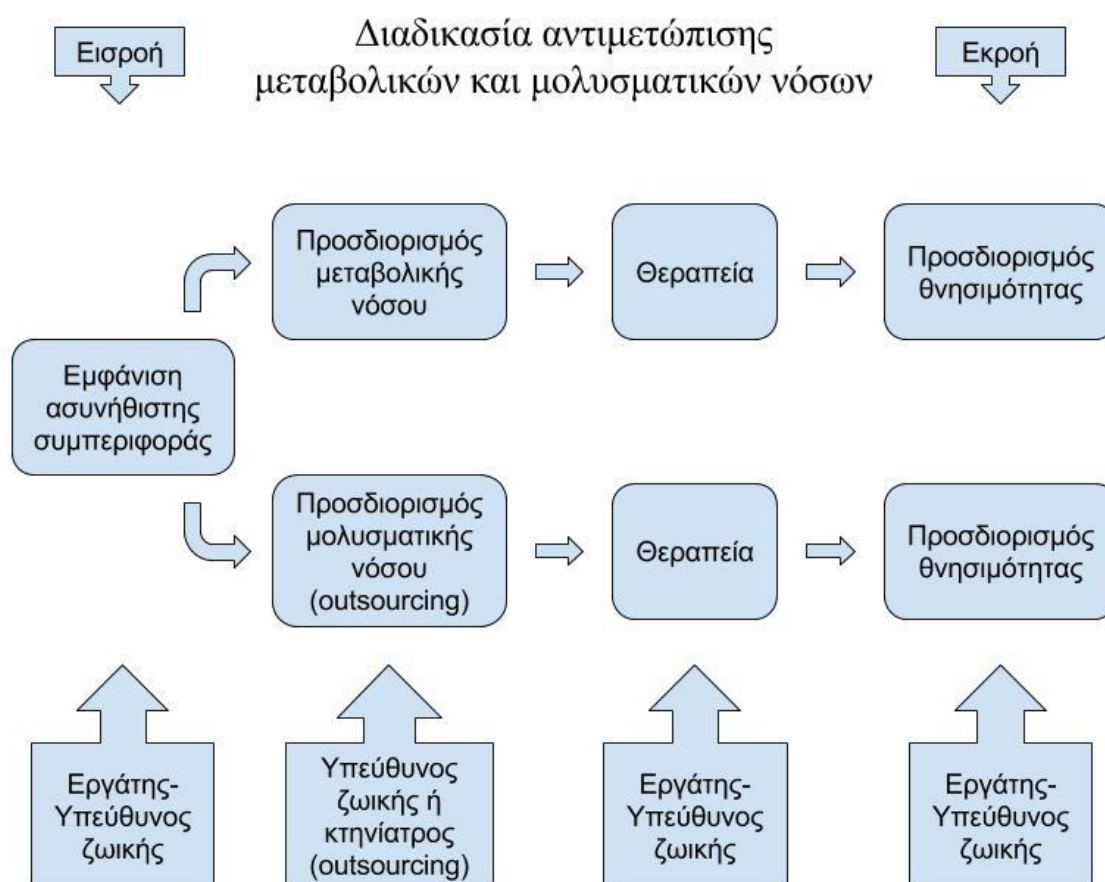 Εισροή
Διαδικασία αντιμετώπισης
μεταβολικών και μολυσματικών νόσων
Εκροή
Προσδιορισμός
μεταβολικής
νόσου
Θεραπεία
Προσδιορισμός
θνησιμότητας
Εμφάνιση
ασυνήθιστης
συμπεριφοράς
Προσδιορισμός
μολυσματικής
νόσου
(outsourcing)
Θεραπεία
Προσδιορισμός
θνησιμότητας
Εργάτης-
Υπεύθυνος
ζωικής
Υπεύθυνος
ζωικής ή
κτηνίατρος
(outsourcing)
Εργάτης-
Υπεύθυνος
ζωικής
Εργάτης-
Υπεύθυνος
ζωικής